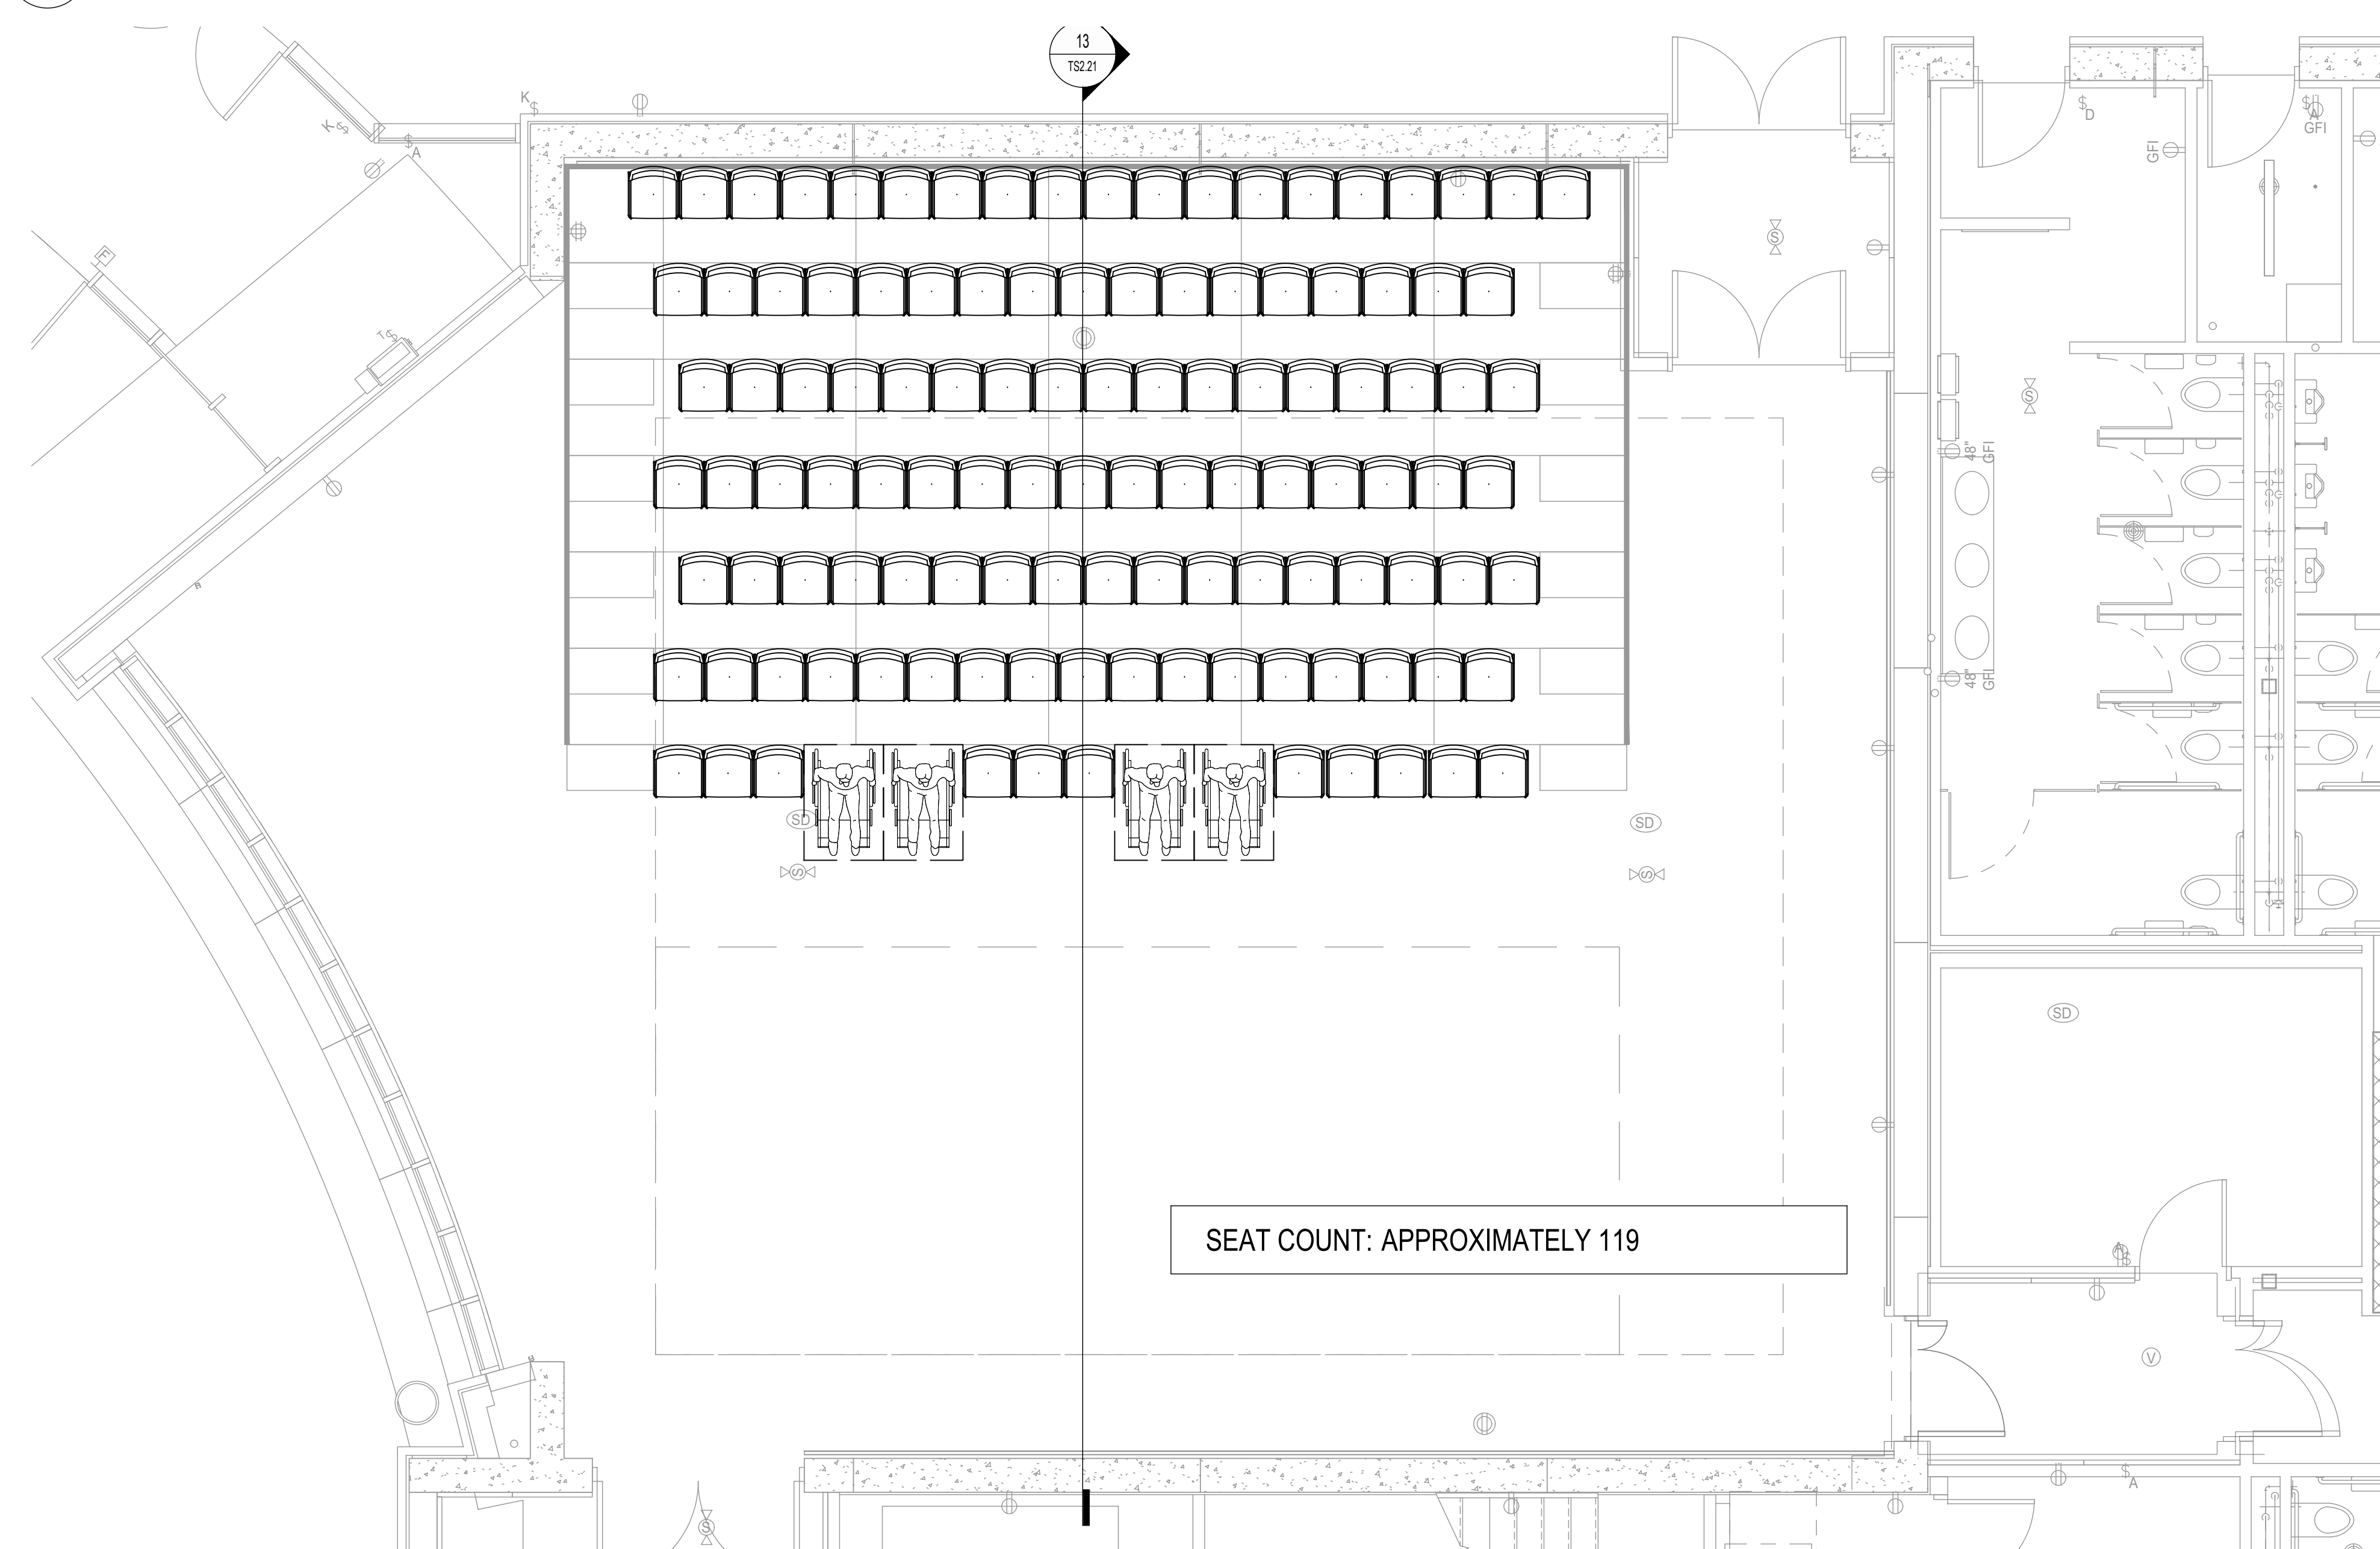 13
TS2.21
K
$
K $
$
A
F
T $
$
D
GFI
$
A
GFI
S
S
48"
GFI
48"
GFI
SD
SD
S
S
SD
SEAT COUNT: APPROXIMATELY 119
A
$
V
$
A
S